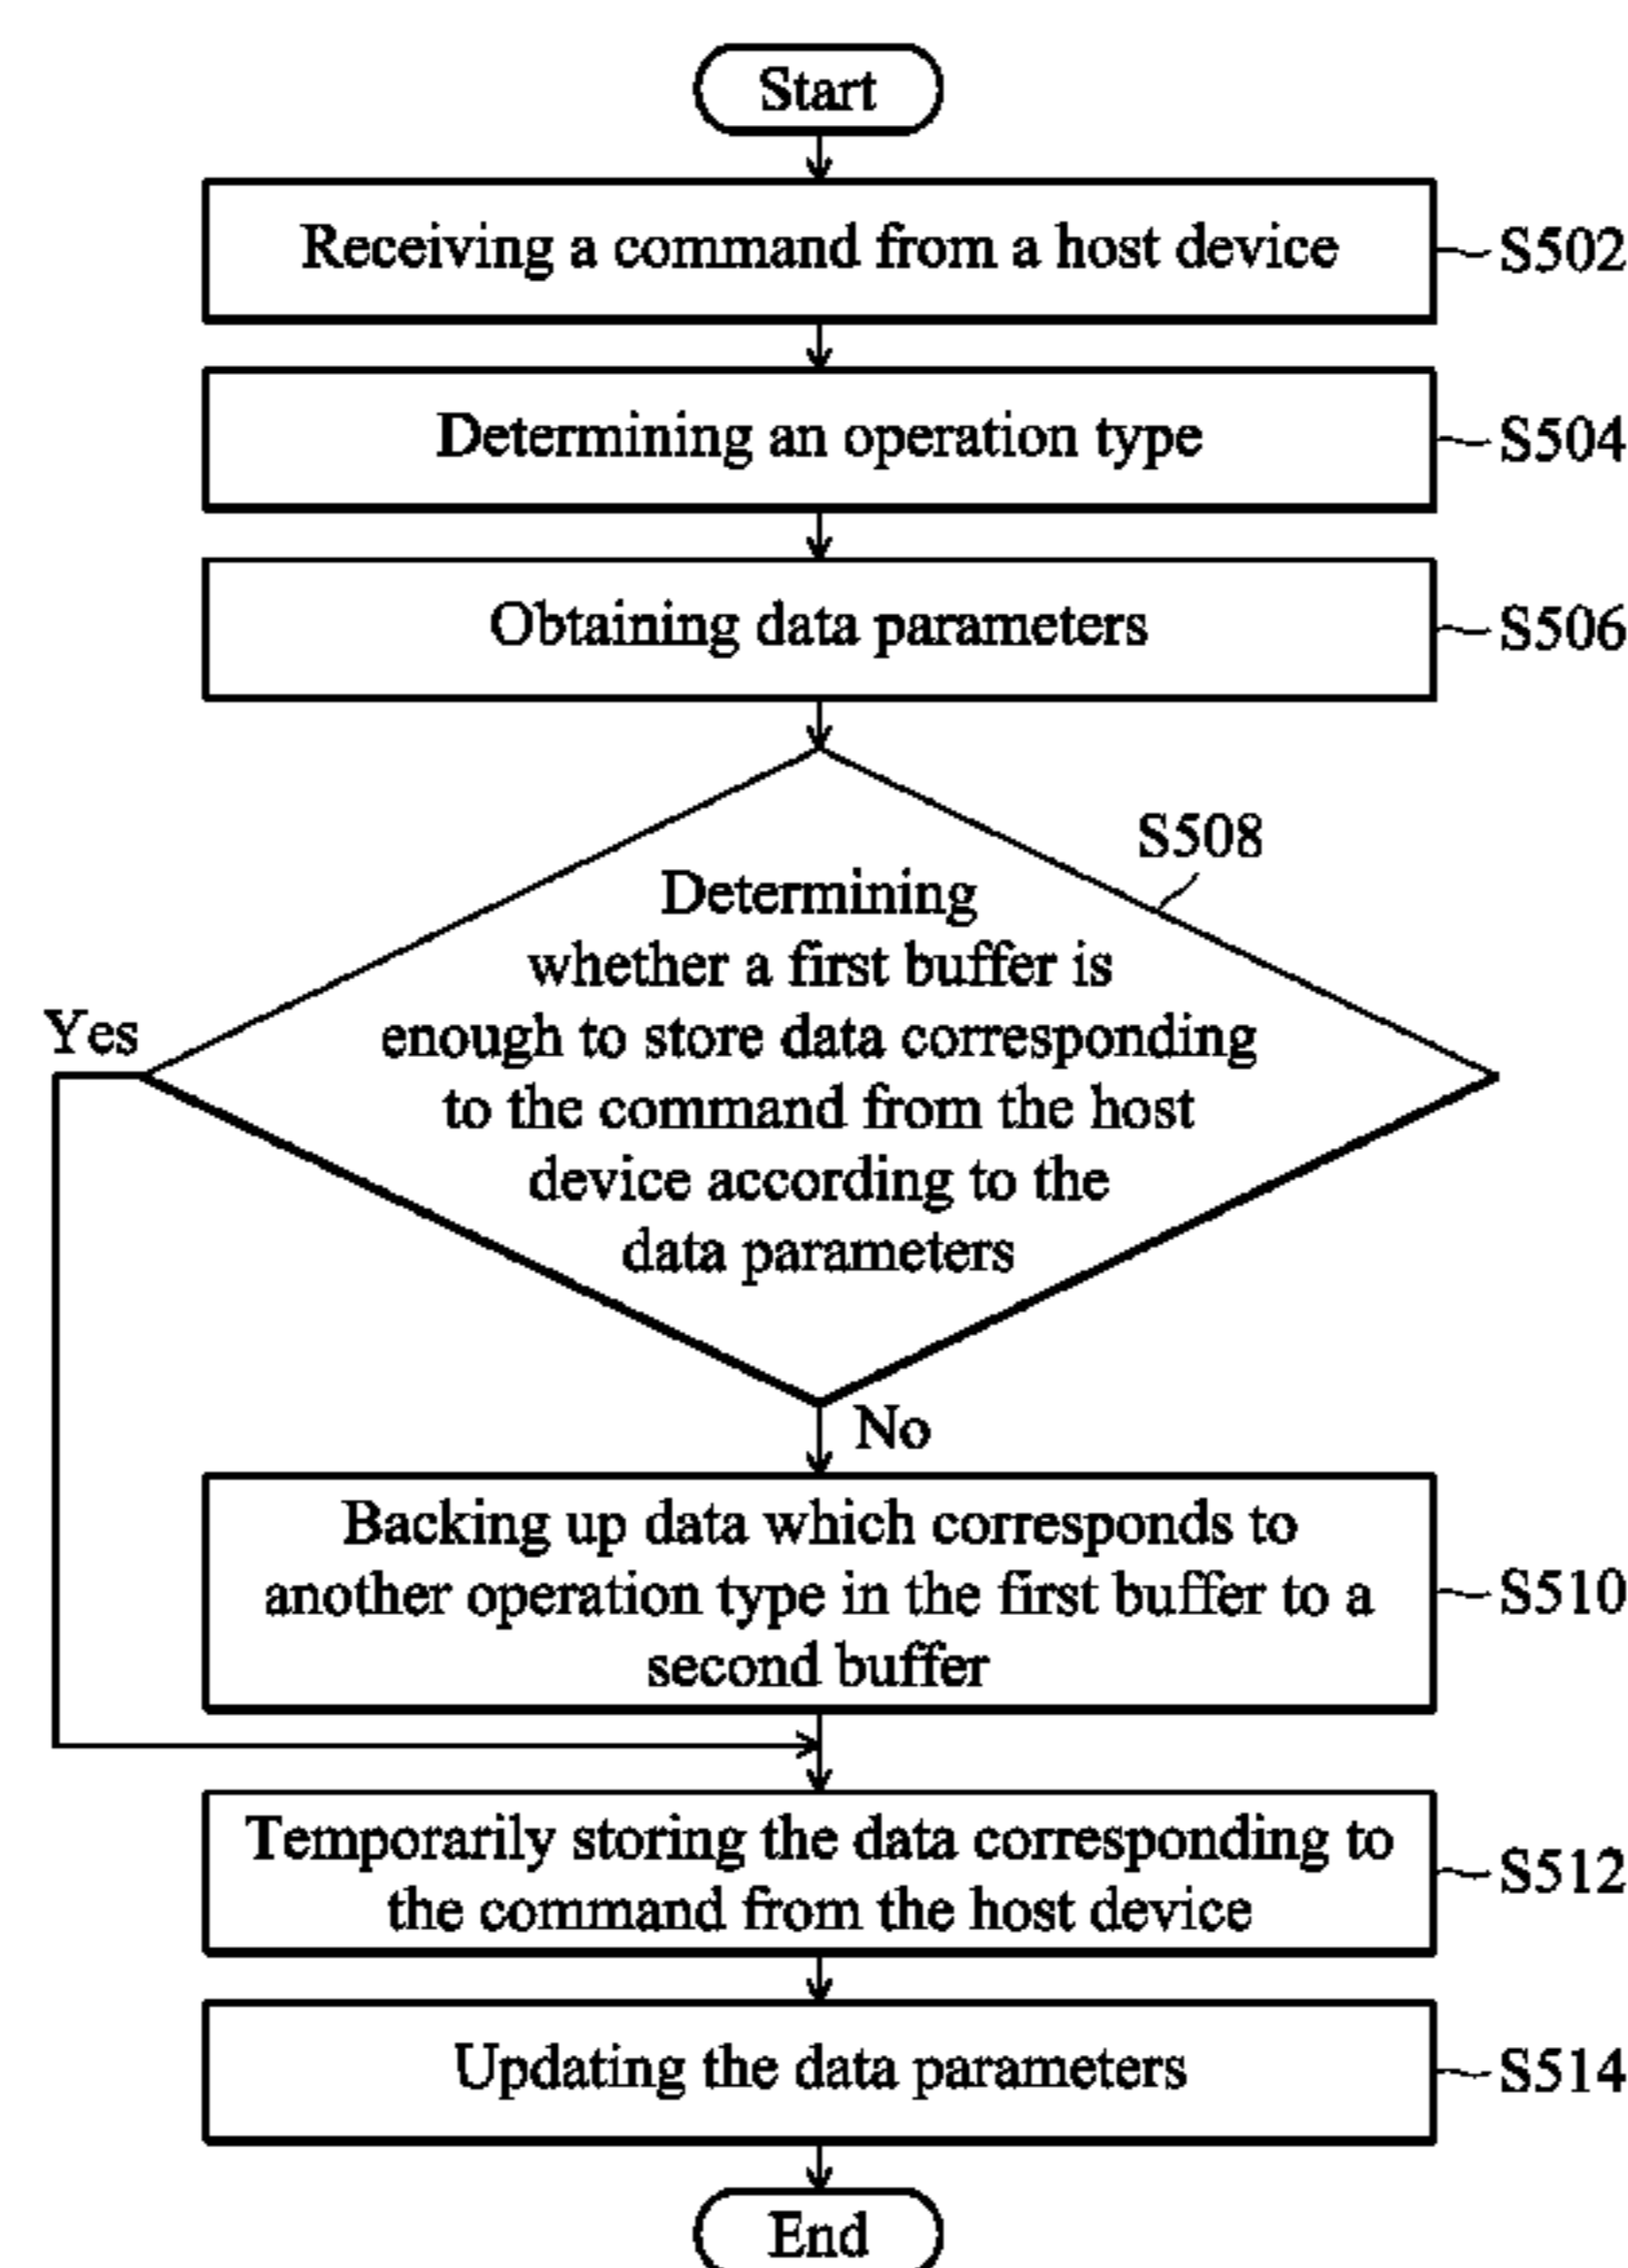 Start
Receiving a command from a host device
S502
Determining an operation type
S504
Obtaining data parameters
S506
S508
Determining
whether a first buffer is
enough to store data corresponding
to the command from the host
device according to the
data parameters
Yes
No
Backing up data which corresponds to
another operation type in the first buffer to a
second buffer
S510
Temporarily storing the data corresponding to
the command from the host device
S512
Updating the data parameters
S514
End